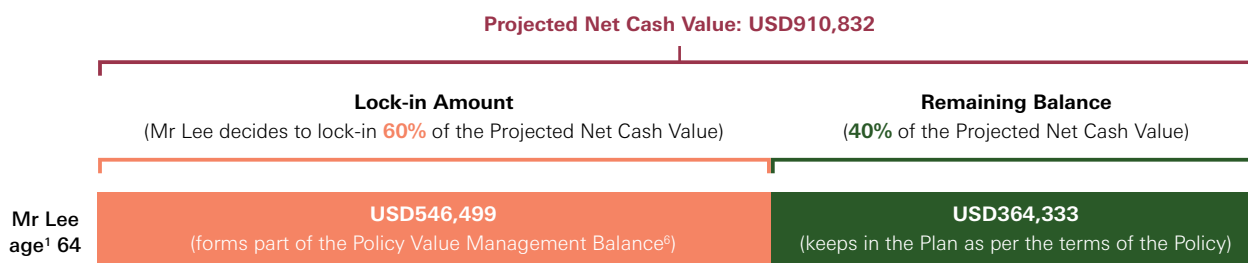 Projected Net Cash Value: USD910,832
Lock-in Amount
(Mr Lee decides to lock-in 60% of the Projected Net Cash Value)
Remaining Balance
(40% of the Projected Net Cash Value)
Mr Lee
age¹ 64
USD546,499
(forms part of the Policy Value Management Balance⁶)
USD364,333
(keeps in the Plan as per the terms of the Policy)